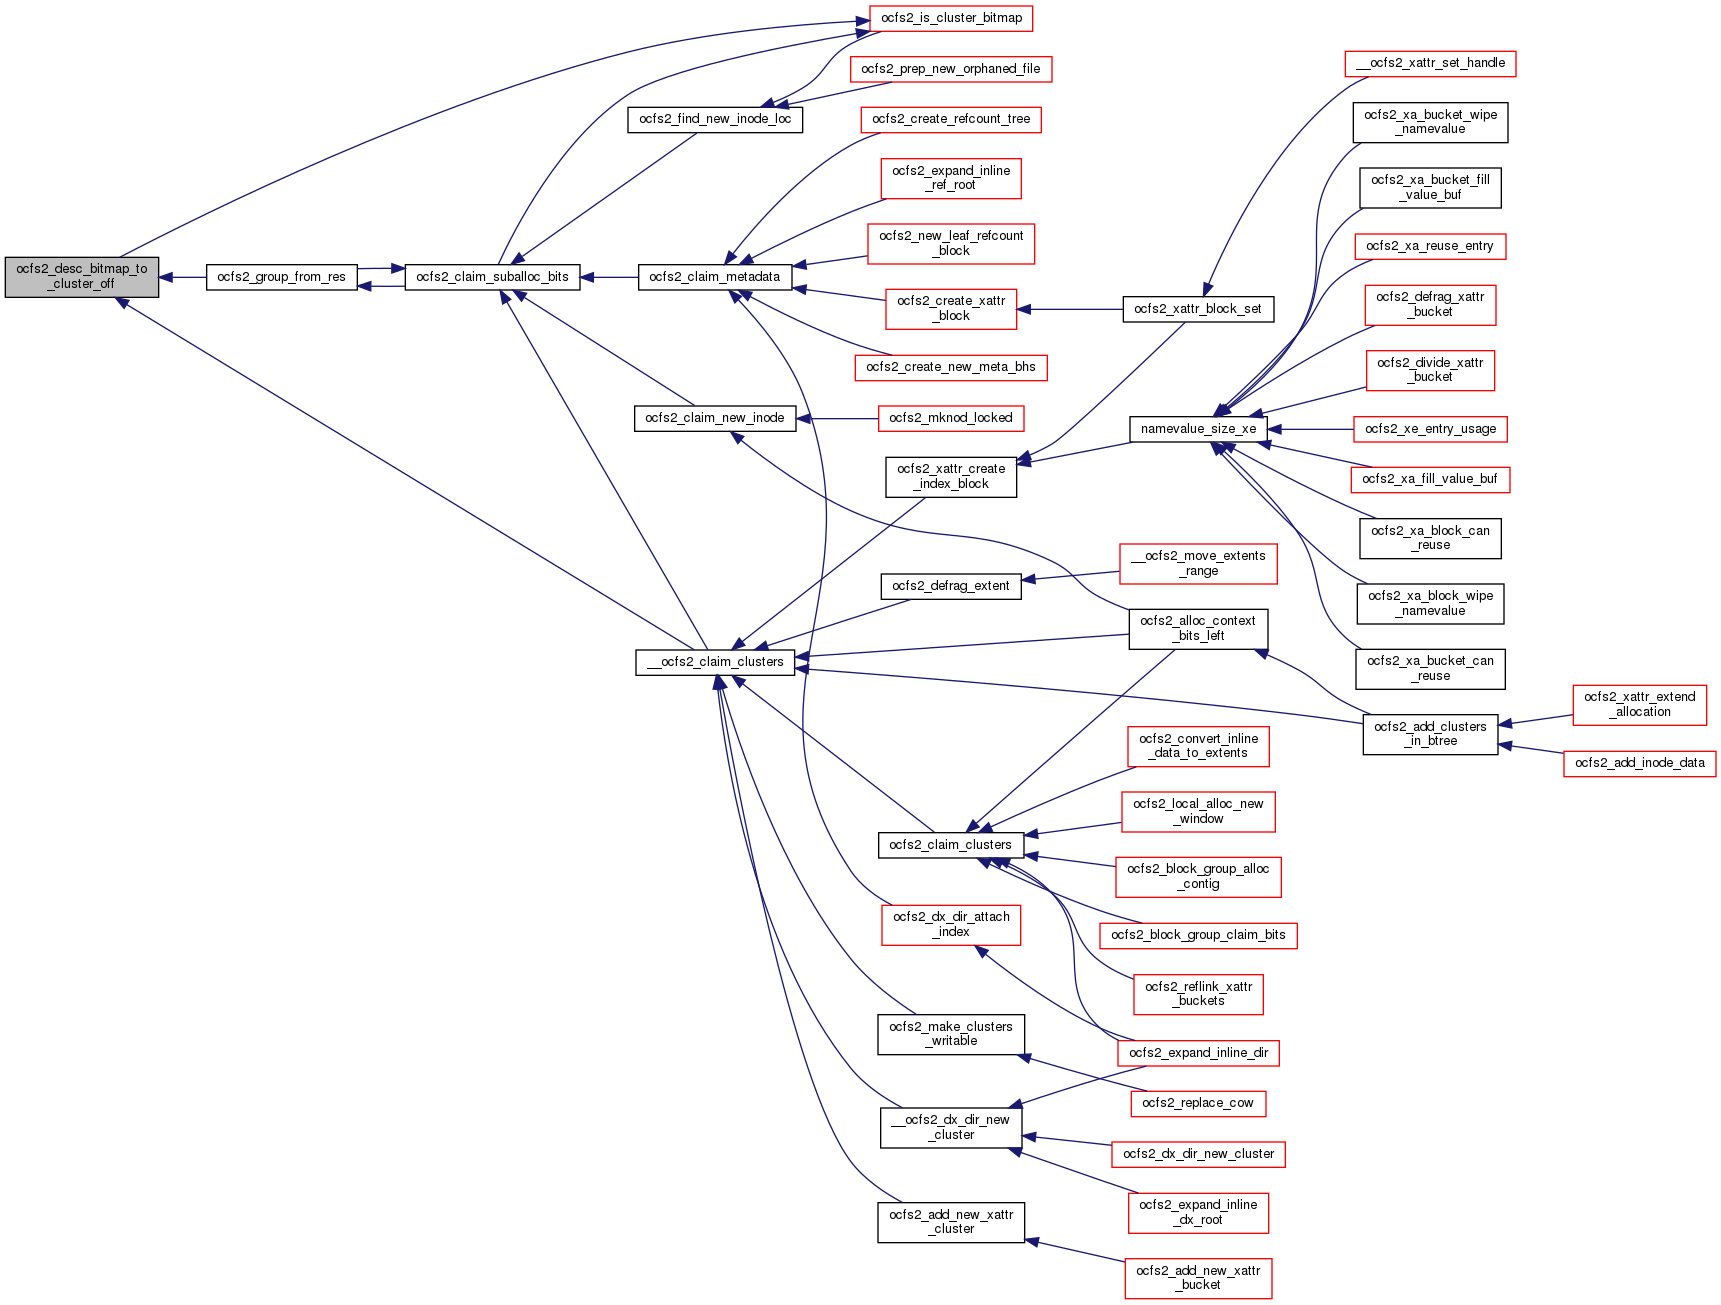 ocfs2_desc_bitmap_to
_cluster_off
ocfs2_group_from_res
ocfs2_claim_suballoc_bits
ocfs2_find_new_inode_loc
ocfs2_claim_metadata
ocfs2_claim_new_inode
__ocfs2_claim_clusters
ocfs2_is_cluster_bitmap
ocfs2_prep_new_orphaned_file
ocfs2_create_refcount_tree
ocfs2_expand_inline
_ref_root
ocfs2_new_leaf_refcount
_block
ocfs2_create_xattr
_block
ocfs2_create_new_meta_bhs
ocfs2_mknod_locked
ocfs2_xattr_create
_index_block
ocfs2_defrag_extent
ocfs2_claim_clusters
ocfs2_dx_dir_attach
_index
ocfs2_make_clusters
_writable
__ocfs2_dx_dir_new
_cluster
ocfs2_add_new_xattr
_cluster
ocfs2_xattr_block_set
namevalue_size_xe
__ocfs2_move_extents
_range
ocfs2_alloc_context
_bits_left
ocfs2_convert_inline
_data_to_extents
ocfs2_local_alloc_new
_window
ocfs2_block_group_alloc
_contig
ocfs2_block_group_claim_bits
ocfs2_reflink_xattr
_buckets
ocfs2_expand_inline_dir
ocfs2_replace_cow
ocfs2_dx_dir_new_cluster
ocfs2_expand_inline
_dx_root
ocfs2_add_new_xattr
_bucket
__ocfs2_xattr_set_handle
ocfs2_xa_bucket_wipe
_namevalue
ocfs2_xa_bucket_fill
_value_buf
ocfs2_xa_reuse_entry
ocfs2_defrag_xattr
_bucket
ocfs2_divide_xattr
_bucket
ocfs2_xe_entry_usage
ocfs2_xa_fill_value_buf
ocfs2_xa_block_can
_reuse
ocfs2_xa_block_wipe
_namevalue
ocfs2_xa_bucket_can
_reuse
ocfs2_add_clusters
_in_btree
ocfs2_xattr_extend
_allocation
ocfs2_add_inode_data